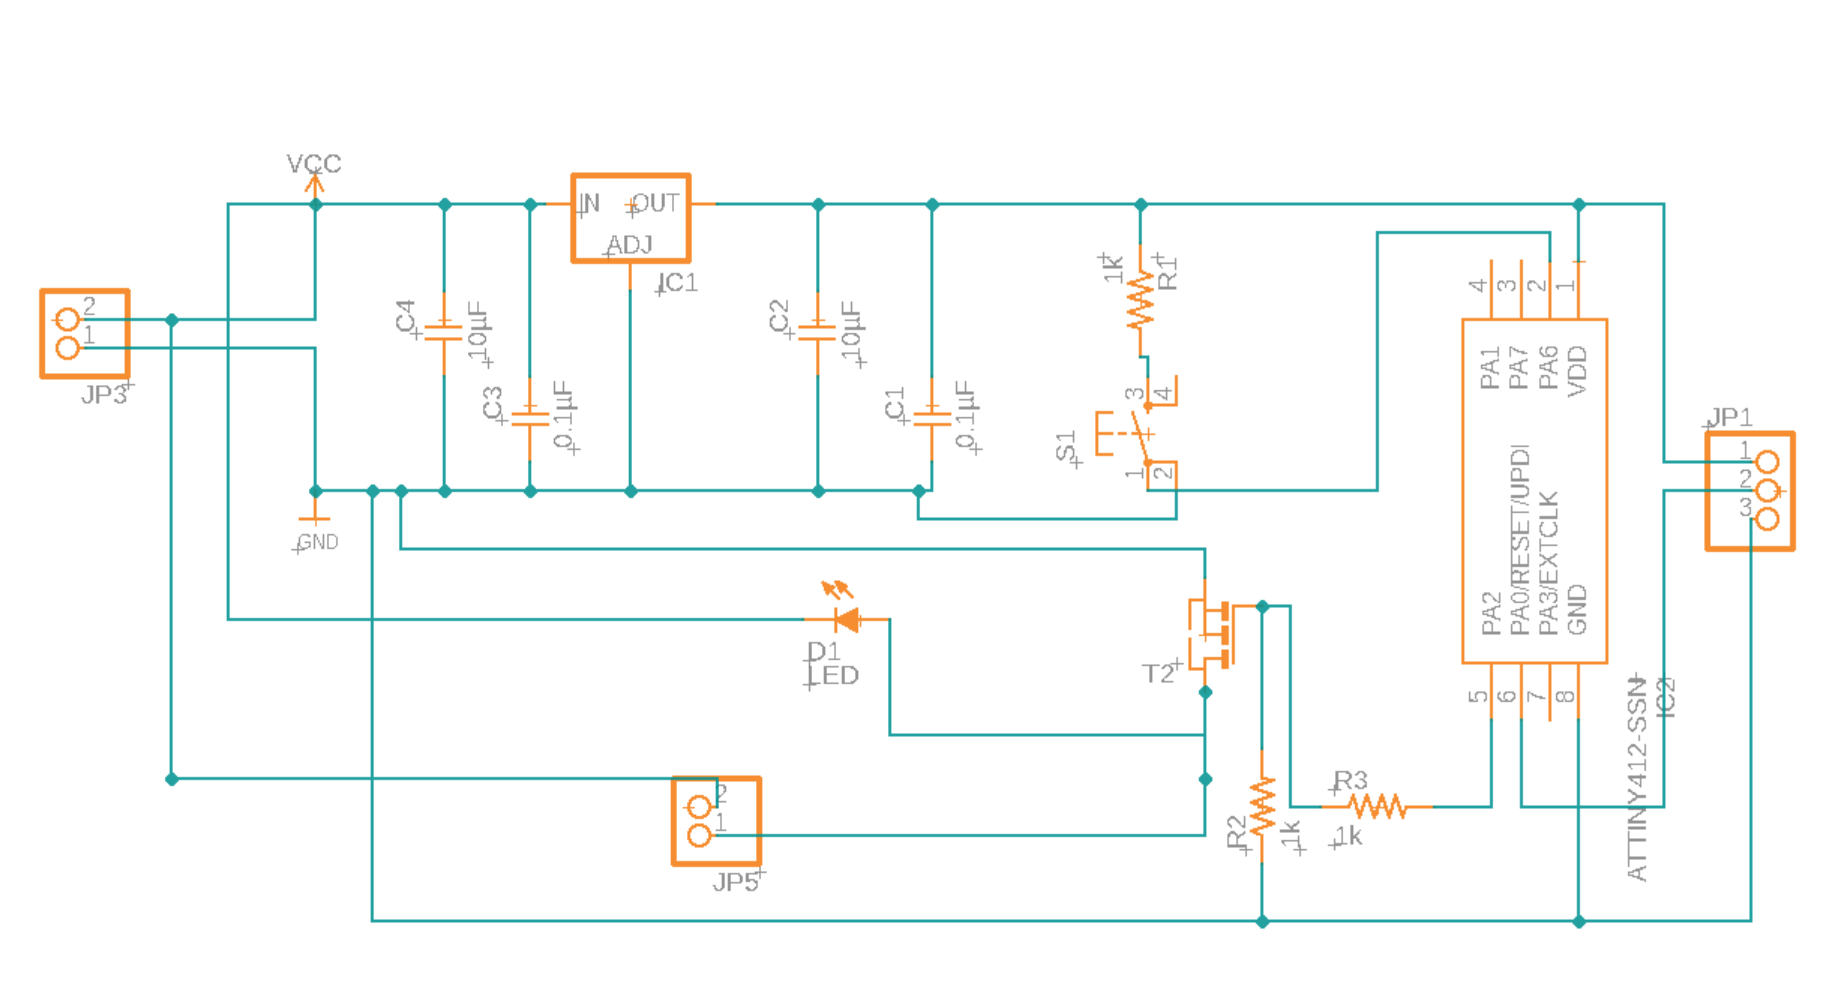 VCC
IN
OUT
ADJ
IC1
2
1
JP3
C4
10µF
C3
0.1µF
C2
10µF
C1
0.1µF
1k
R1
3
4
S1
1
2
GND
4
3
2
1
PA1
PA7
PA6
VDD
PA2
PA0/RESET/UPDI
PA3/EXTCLK
GND
5
6
7
8
ATTINY412-SSN
IC2
JP1
1
2
3
D1
LED
T2
2
1
JP5
R2
1k
R3
1k